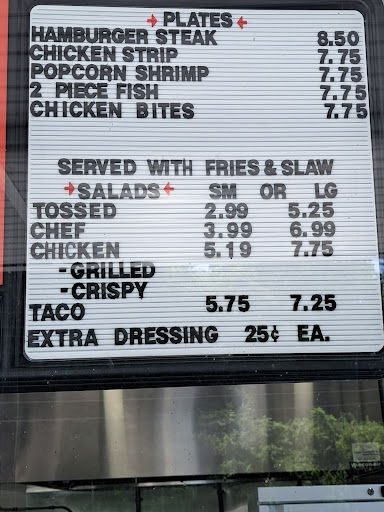 → PLATES ←
HAMBURGER STEAK 8.50
CHICKEN STRIP 7.75
POPCORN SHRIMP 7.75
2 PIECE FISH 7.75
CHICKEN BITES 7.75
SERVED WITH FRIES & SLAW
→SALADS← SM OR LG
TOSSED 2.99 5.25
CHEF 3.99 6.99
CHICKEN 5.19 7.75
-GRILLED
-CRISPY
TACO 5.75 7.25
EXTRA DRESSING 25¢ EA.